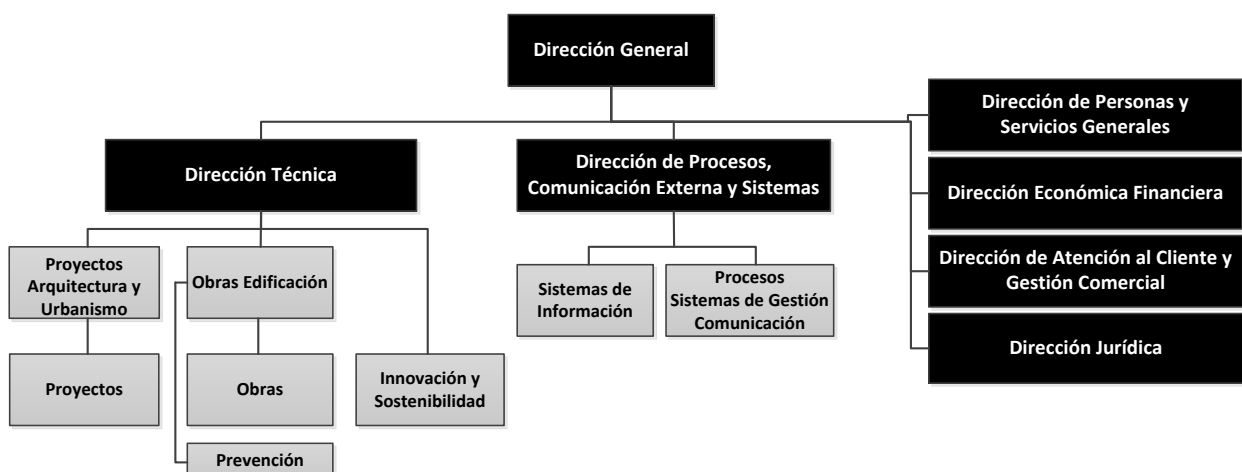 Dirección General
Dirección de Personas y
Servicios Generales
Dirección Técnica
Dirección de Procesos,
Comunicación Externa y Sistemas
Dirección Económica Financiera
Dirección de Atención al Cliente y
Gestión Comercial
Dirección Jurídica
Proyectos
Arquitectura y
Urbanismo
Obras Edificación
Sistemas de
Información
Procesos
Sistemas de Gestión
Comunicación
Proyectos
Obras
Innovación y
Sostenibilidad
Prevención